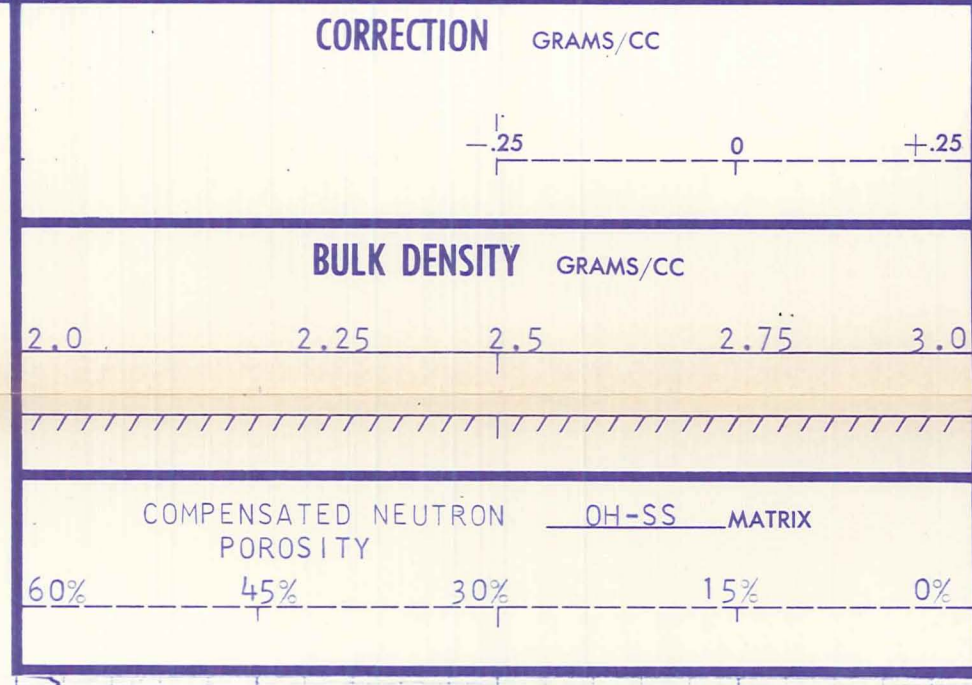 CORRECTION GRAMS/CC
—.25 0 +.25
BULK DENSITY GRAMS/CC
2.0 2.25 2.5 2.75 3.0
COMPENSATED NEUTRON OH-SS MATRIX
POROSITY
60% 45% 30% 15% 0%